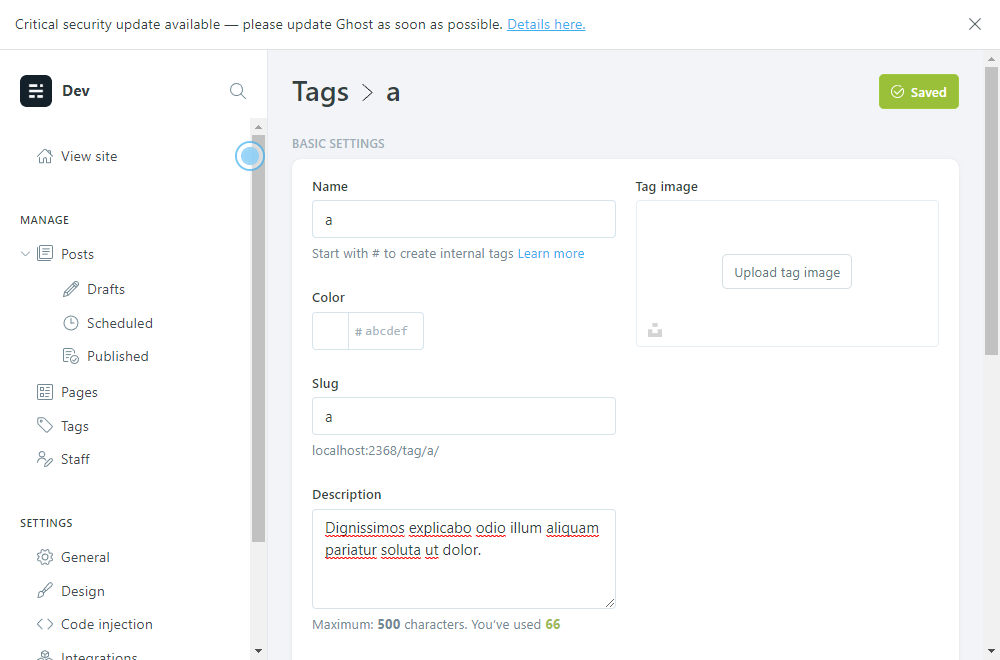 Critical security update available — please update Ghost as soon as possible. Details here.
Dev
View site
MANAGE
Posts
Drafts
Scheduled
Published
Pages
Tags
Staff
SETTINGS
General
Design
Code injection
Integrations
Tags > a
Saved
BASIC SETTINGS
Name
a
Start with # to create internal tags Learn more
Color
# abcdef
Slug
a
localhost:2368/tag/a/
Description
Dignissimos explicabo odio illum aliquam
pariatur soluta ut dolor.
Maximum: 500 characters. You've used 66
Tag image
Upload tag image